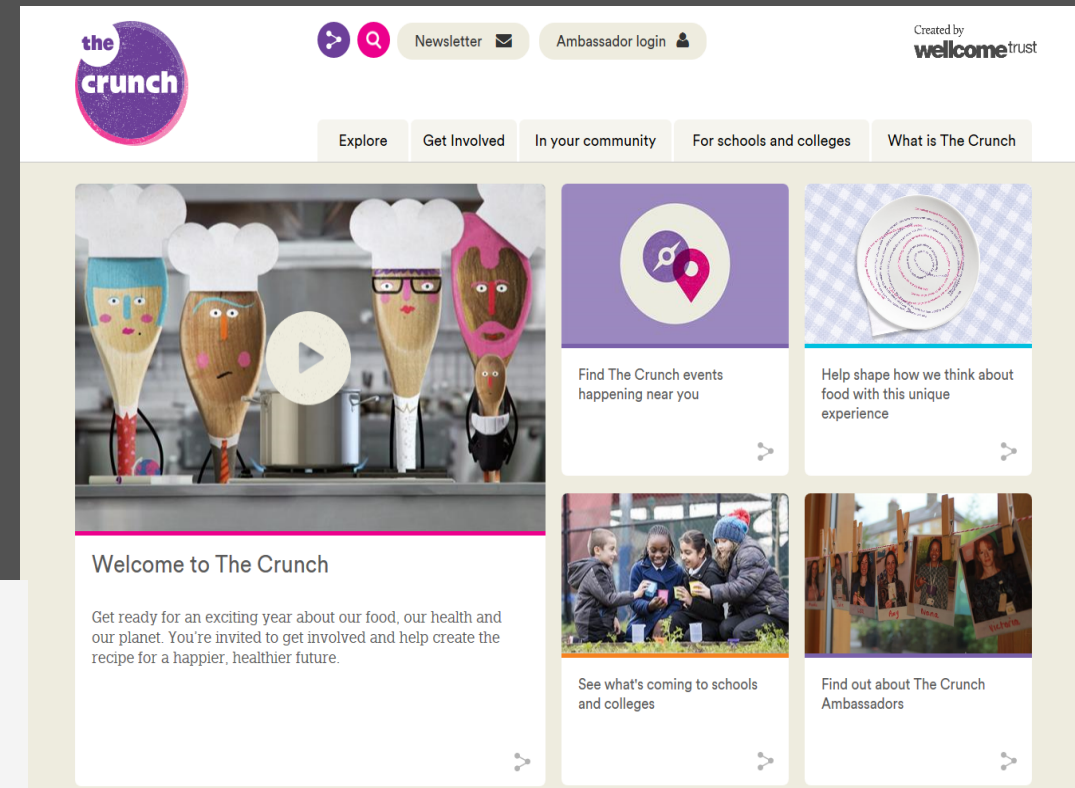 the
crunch
Newsletter
Ambassador login
Created by
wellcometrust
Explore
Get Involved
In your community
For schools and colleges
What is The Crunch
Find The Crunch events
happening near you
Help shape how we think about
food with this unique
experience
Welcome to The Crunch
Get ready for an exciting year about our food, our health and
our planet. You're invited to get involved and help create the
recipe for a happier, healthier future.
See what's coming to schools
and colleges
Find out about The Crunch
Ambassadors
Amy
Victoria